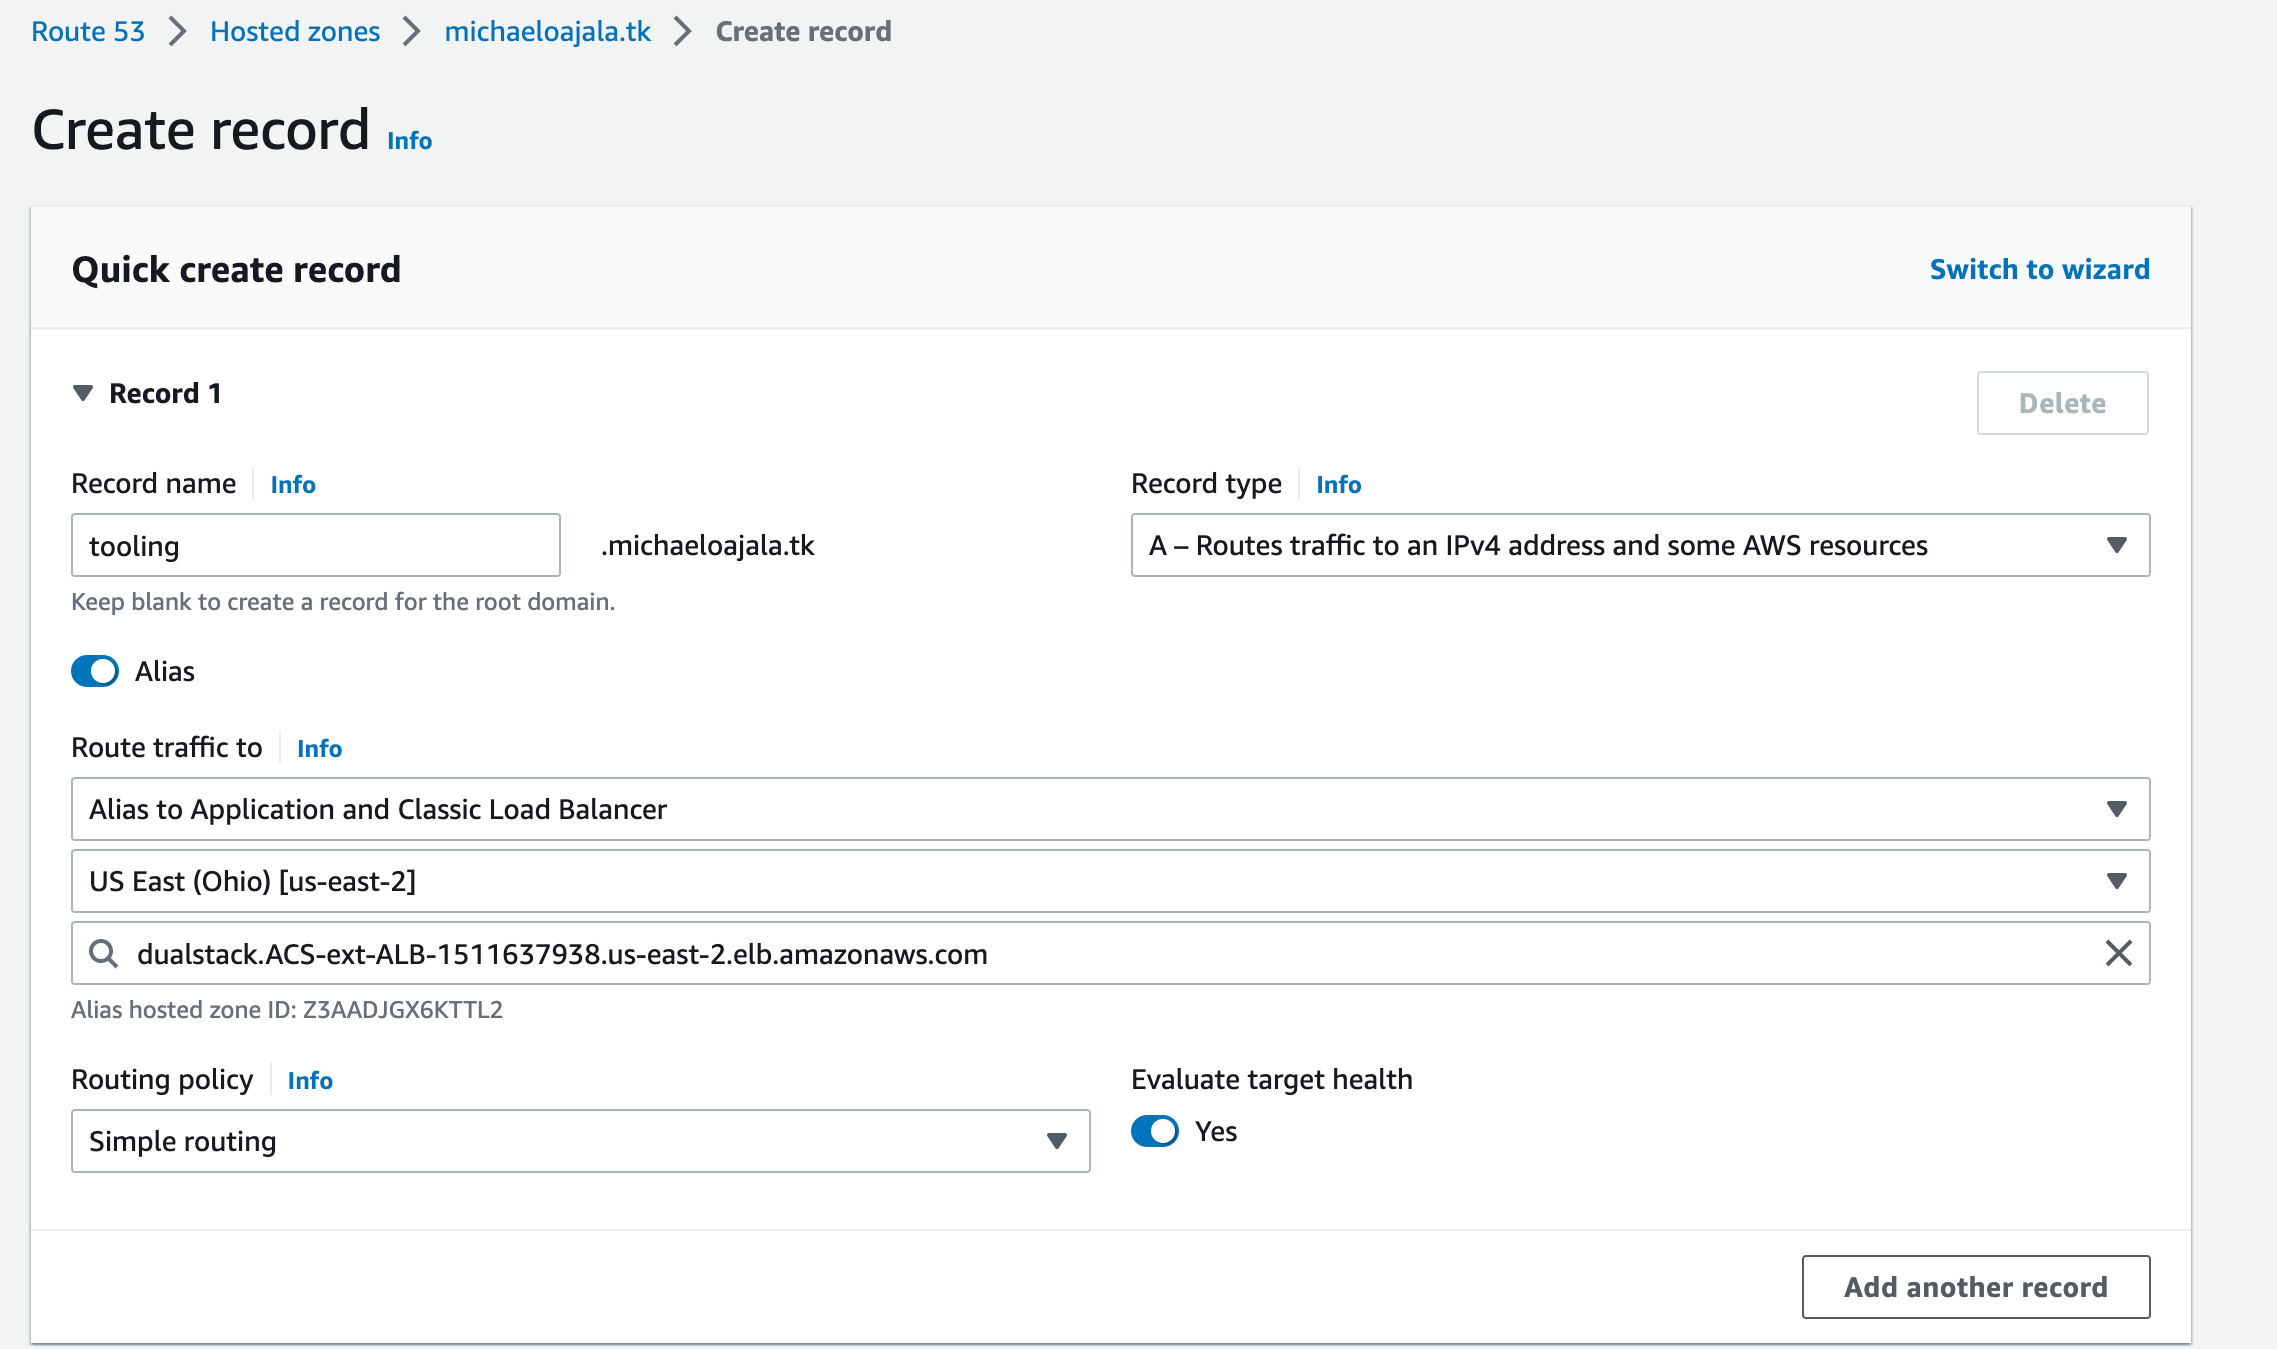 Route 53 > Hosted zones > michaeloajala.tk > Create record
Create record Info
Quick create record
Switch to wizard
Record 1
Delete
Record name Info
Record type Info
tooling
.michaeloajala.tk
A – Routes traffic to an IPv4 address and some AWS resources
Keep blank to create a record for the root domain.
Alias
Route traffic to Info
Alias to Application and Classic Load Balancer
US East (Ohio) [us-east-2]
dualstack.ACS-ext-ALB-1511637938.us-east-2.elb.amazonaws.com
Alias hosted zone ID: Z3AADJGX6KTTL2
Routing policy Info
Evaluate target health
Simple routing
Yes
Add another record